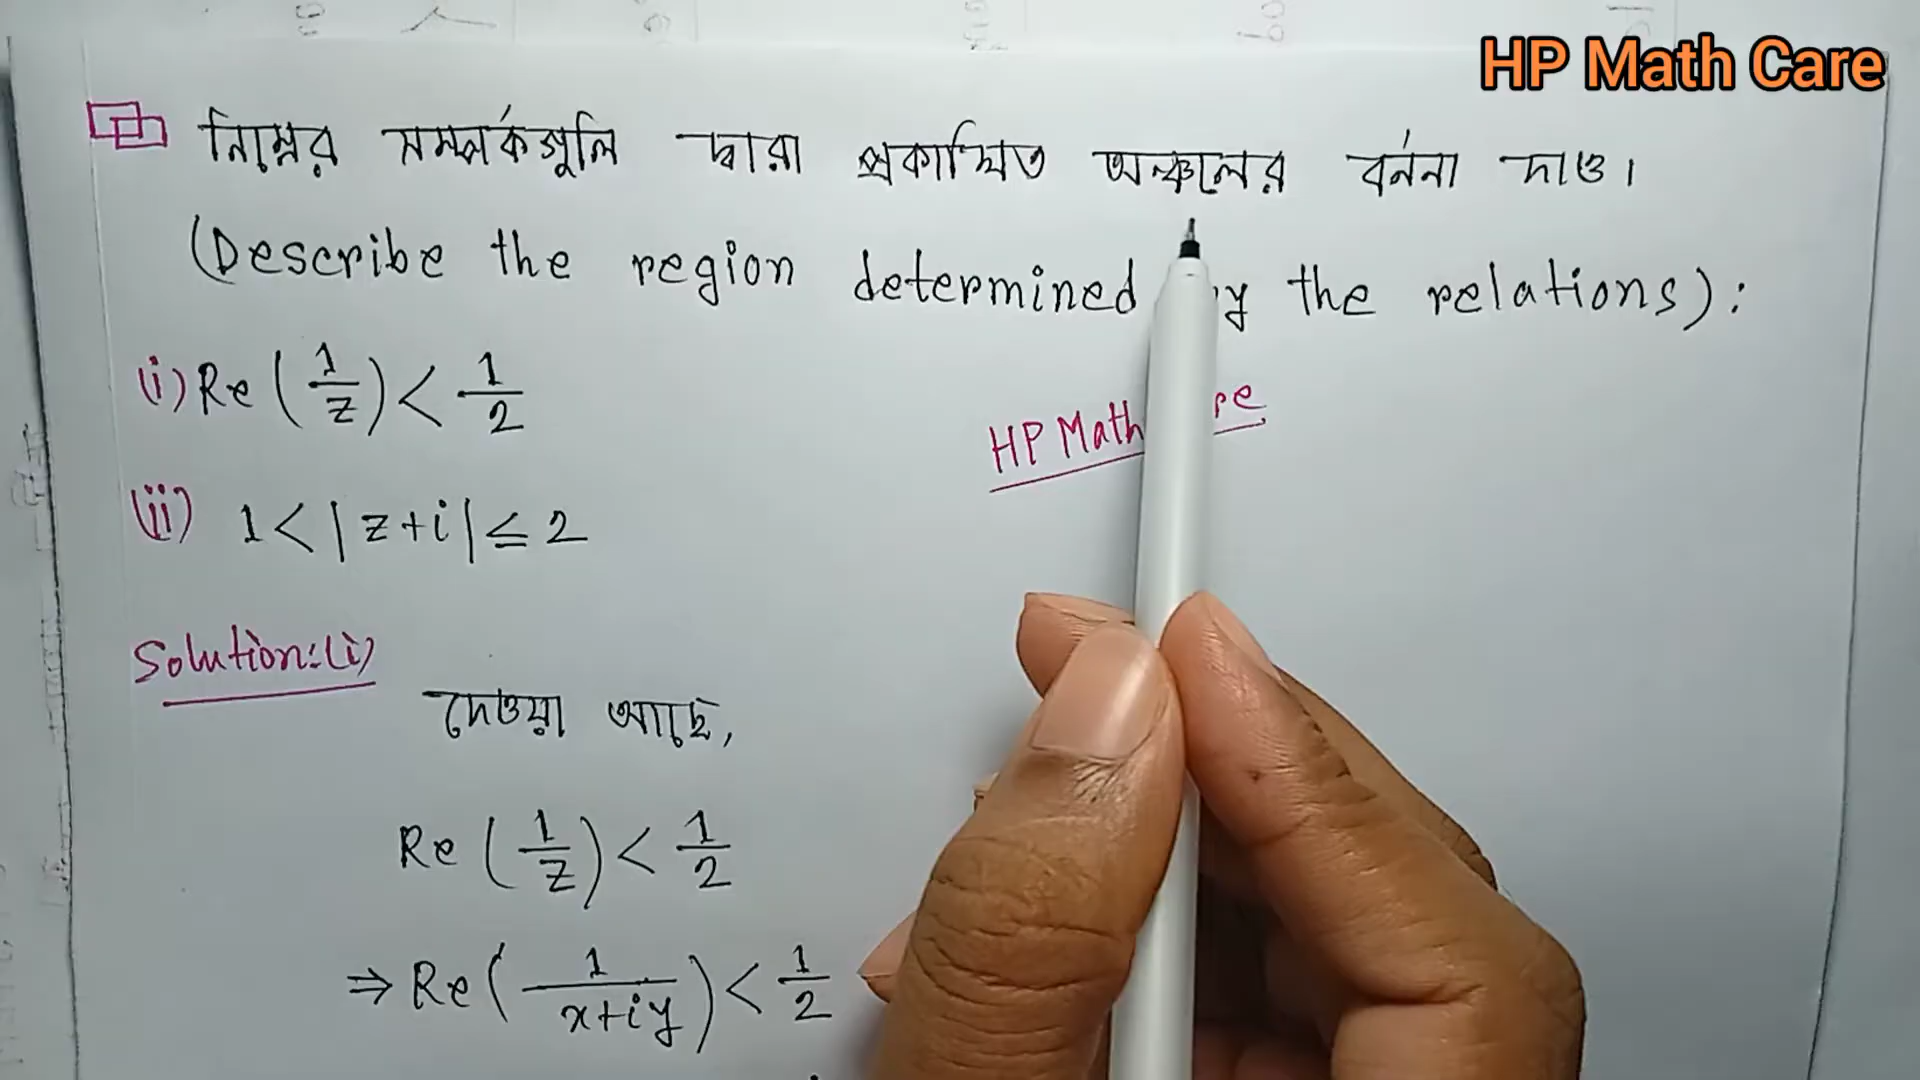 HP Math Care
নিম্নের সম্পর্কগুলি দ্বারা প্রকাশিত অঞ্চলের বর্ননা দাও।
(Describe the region determined by the relations):
(i) Re (1/z) < 1/2
HP Math
(ii) 1 < |z+i| ≤ 2
Solution:(i)
দেওয়া আছে,
Re (1/z) < 1/2
⇒ Re (1/(x+iy)) < 1/2